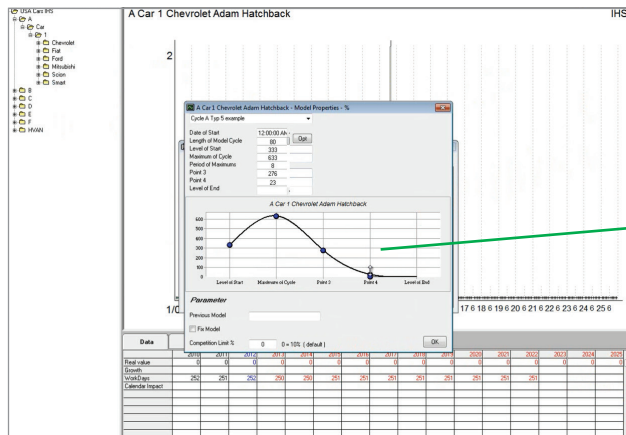 USA Cars IHS
A
Car
1
Chevrolet
Fiat
Ford
Mitsubishi
Scion
Smart
B
C
D
E
F
HVAN
A Car 1 Chevrolet Adam Hatchback
IHS
2
A Car1 Chevrolet Adam Hatchback - Model Properties - %
Cycle A Typ 5 example
Date of Start 12:00:00 AM
Length of Model Cycle 80 Opt
Level of Start 333
Maximum of Cycle 633
Period of Maximums 8
Point 3 276
Point 4 23
Level of End
A Car 1 Chevrolet Adam Hatchback
600
500
400
300
200
100
0
Level of Start Maximum of Cycle Point 3 Point 4 Level of End
Parameter
Previous Model
Fix Model
Competition Limit % 0 0 = 10% ( default ) OK
17 6 18 6 19 6 20 6 21 6 22 6 23 6 24 6 25 6
Data
2010 2011 2012 2013 2014 2015 2016 2017 2018 2019 2020 2021 2022 2023 2024 2025
Real value 0 0 0 0 0 0 0 0 0 0 0 0 0 0 0 0
Growth
WorkDays 252 251 252 250 250 251 251 251 251 251 251 251 251
Calendar Impact